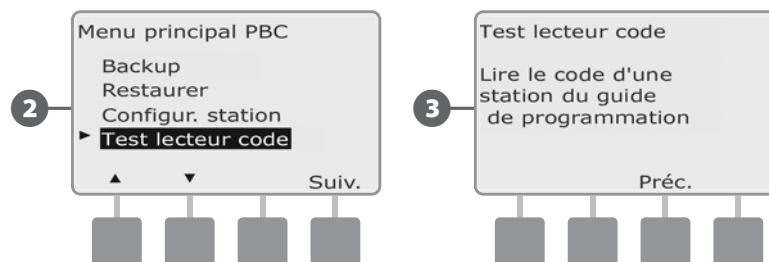 2
Menu principal PBC
Backup
Restaurer
Configur. station
► Test lecteur code
▲ ▼ Suiv.
3
Test lecteur code
Lire le code d'une
station du guide
de programmation
Préc.